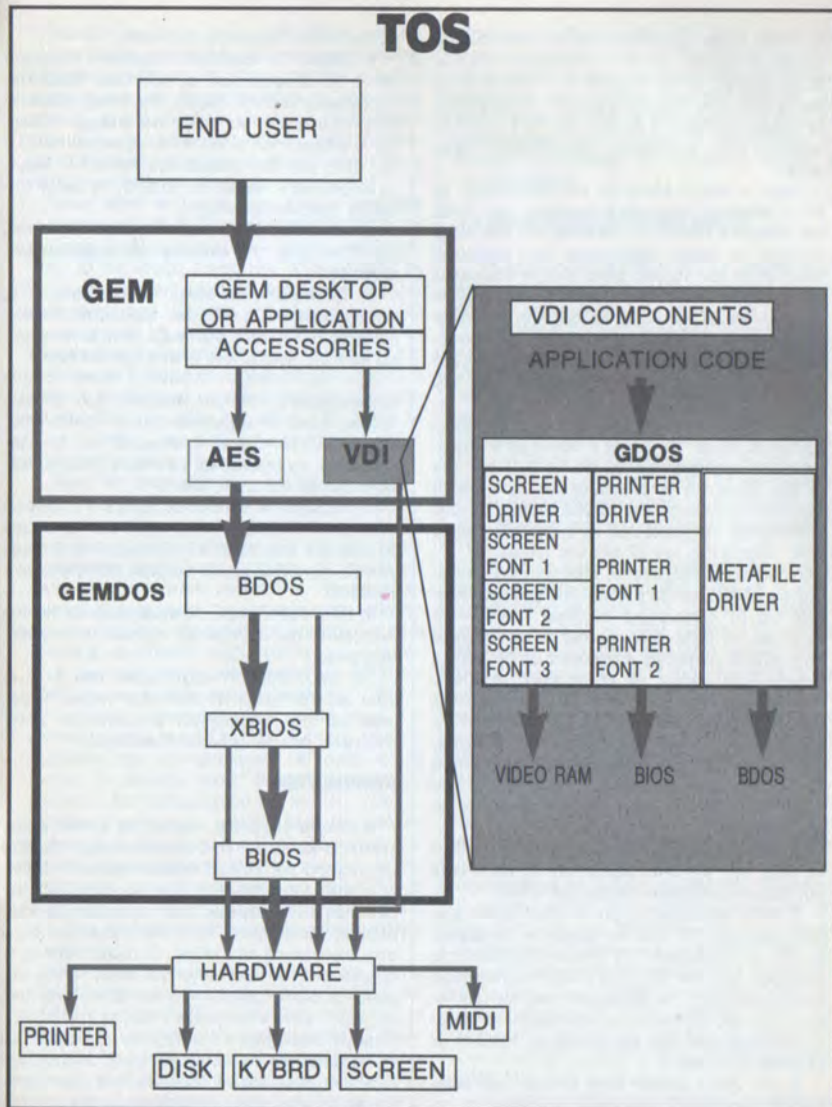 TOS
END USER
GEM
GEM DESKTOP
OR APPLICATION
ACCESSORIES
AES
VDI
GEMDOS
BDOS
XBIOS
BIOS
HARDWARE
PRINTER
MIDI
DISK
KYBRD
SCREEN
VDI COMPONENTS
APPLICATION CODE
GDOS
SCREEN
DRIVER
SCREEN
FONT 1
SCREEN
FONT 2
SCREEN
FONT 3
PRINTER
DRIVER
PRINTER
FONT 1
PRINTER
FONT 2
METAFILE
DRIVER
VIDEO RAM
BIOS
BDOS